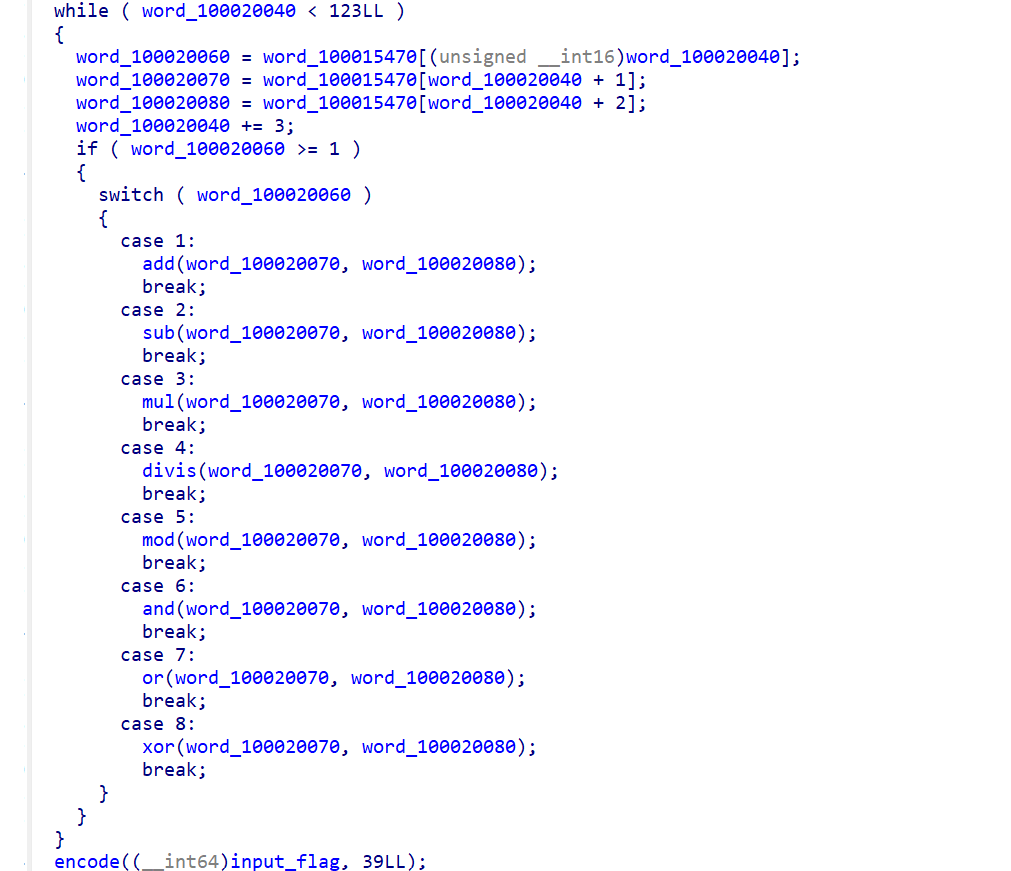 while ( word_100020040 < 123LL )
{
  word_100020060 = word_100015470[(unsigned __int16)word_100020040];
  word_100020070 = word_100015470[word_100020040 + 1];
  word_100020080 = word_100015470[word_100020040 + 2];
  word_100020040 += 3;
  if ( word_100020060 >= 1 )
  {
    switch ( word_100020060 )
    {
      case 1:
        add(word_100020070, word_100020080);
        break;
      case 2:
        sub(word_100020070, word_100020080);
        break;
      case 3:
        mul(word_100020070, word_100020080);
        break;
      case 4:
        divis(word_100020070, word_100020080);
        break;
      case 5:
        mod(word_100020070, word_100020080);
        break;
      case 6:
        and(word_100020070, word_100020080);
        break;
      case 7:
        or(word_100020070, word_100020080);
        break;
      case 8:
        xor(word_100020070, word_100020080);
        break;
    }
  }
}
encode((__int64)input_flag, 39LL);